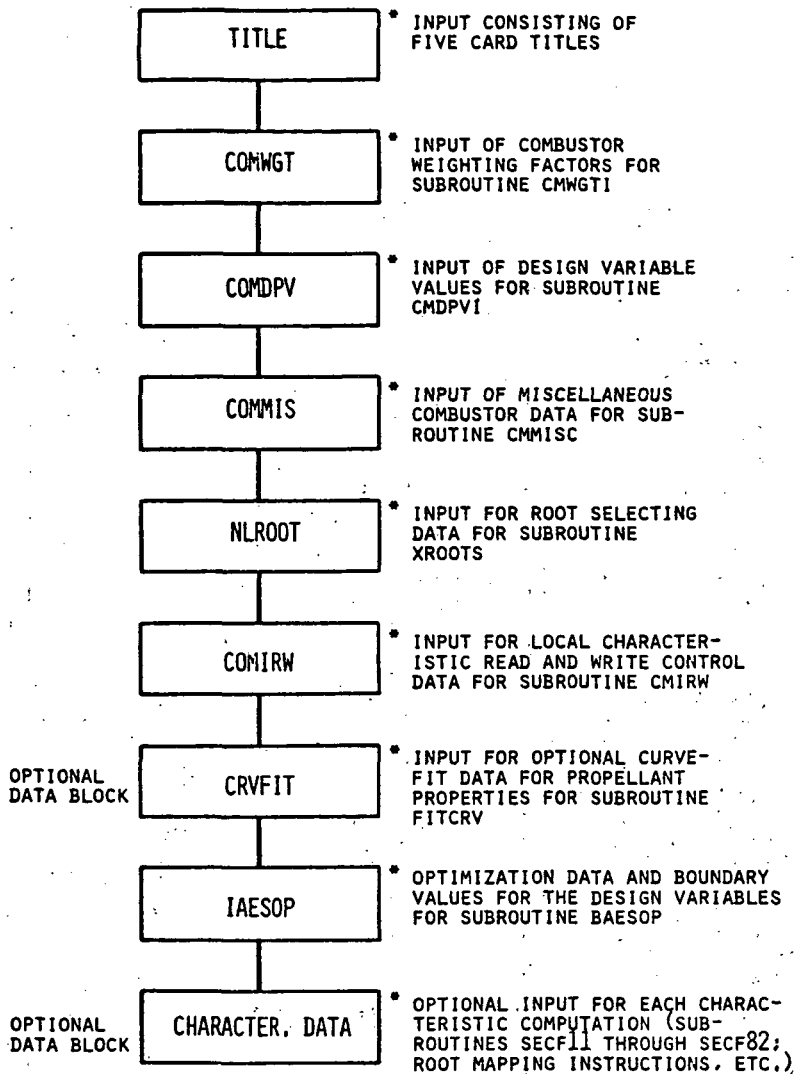 TITLE
* INPUT CONSISTING OF
FIVE CARD TITLES
COMWGT
* INPUT OF COMBUSTOR
WEIGHTING FACTORS FOR
SUBROUTINE CMWGTI
COMDPV
* INPUT OF DESIGN VARIABLE
VALUES FOR SUBROUTINE
CMDPVI
COMMIS
* INPUT OF MISCELLANEOUS
COMBUSTOR DATA FOR SUB-
ROUTINE CMMISC
NLROOT
* INPUT FOR ROOT SELECTING
DATA FOR SUBROUTINE
XROOTS
COMIRW
* INPUT FOR LOCAL CHARACTER-
ISTIC READ AND WRITE CONTROL
DATA FOR SUBROUTINE CMIRW
OPTIONAL
DATA BLOCK
CRVFIT
* INPUT FOR OPTIONAL CURVE-
FIT DATA FOR PROPELLANT
PROPERTIES FOR SUBROUTINE
FITCRV
IAESOP
* OPTIMIZATION DATA AND BOUNDARY
VALUES FOR THE DESIGN VARIABLES
FOR SUBROUTINE BAESOP
OPTIONAL
DATA BLOCK
CHARACTER. DATA
* OPTIONAL INPUT FOR EACH CHARAC-
TERISTIC COMPUTATION (SUB-
ROUTINES SECF11 THROUGH SECF82;
ROOT MAPPING INSTRUCTIONS, ETC.)